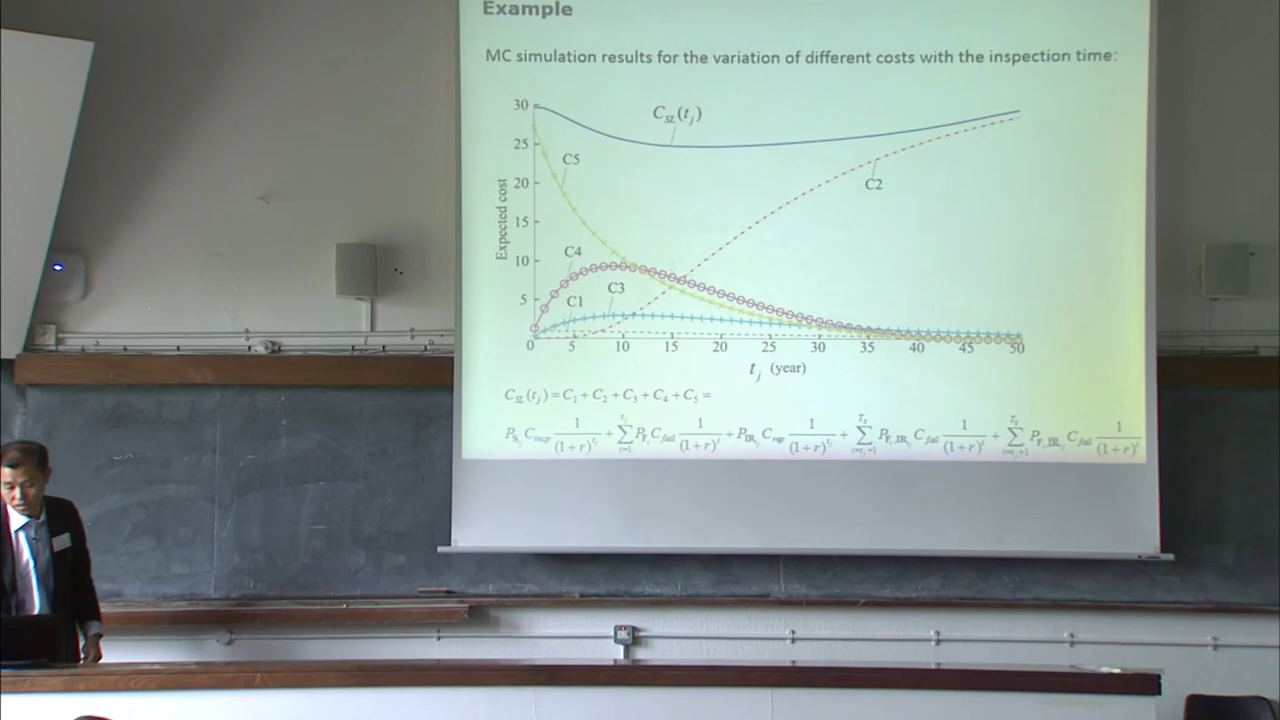 Example
MC simulation results for the variation of different costs with the inspection time:
30
25
20
15
10
5
Expected cost
C_SL(t_j)
C5
C2
C4
C3
C1
0 5 10 15 20 25 30 35 40 45 50
t_j (year)
C_SL(t_j) = C_1 + C_2 + C_3 + C_4 + C_5 =